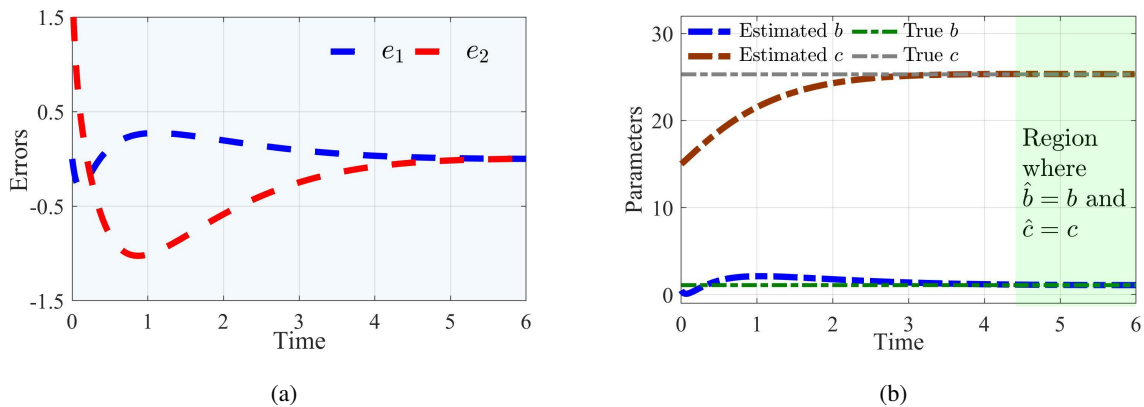 1.5
0.5
-0.5
-1.5
Errors
e₁ e₂
0 1 2 3 4 5 6
Time
(a)
30
20
10
0
Parameters
Estimated b True b
Estimated c True c
Region
where
b̂ = b and
ĉ = c
0 1 2 3 4 5 6
Time
(b)